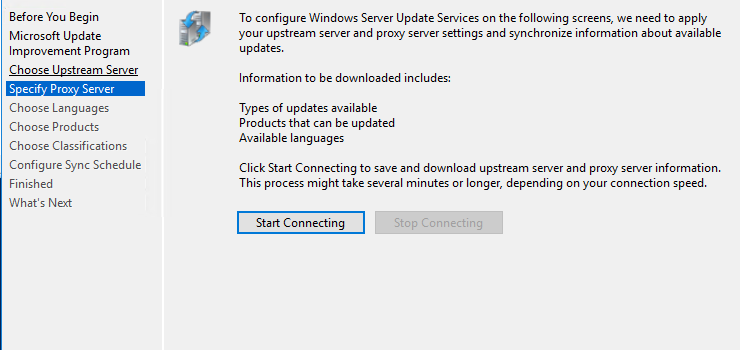 Before You Begin
Microsoft Update
Improvement Program
Choose Upstream Server
Specify Proxy Server
Choose Languages
Choose Products
Choose Classifications
Configure Sync Schedule
Finished
What's Next
To configure Windows Server Update Services on the following screens, we need to apply
your upstream server and proxy server settings and synchronize information about available
updates.
Information to be downloaded includes:
Types of updates available
Products that can be updated
Available languages
Click Start Connecting to save and download upstream server and proxy server information.
This process might take several minutes or longer, depending on your connection speed.
Start Connecting
Stop Connecting